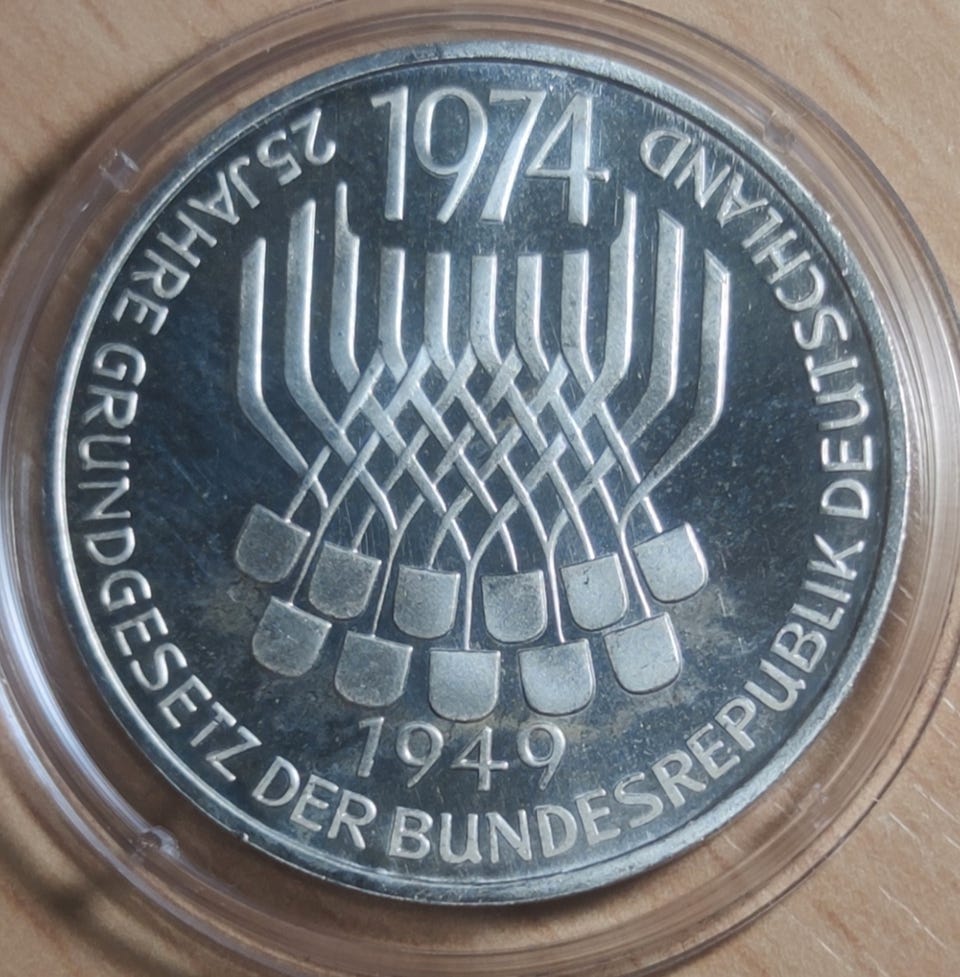 1974
25 JAHRE GRUNDGESETZ DER BUNDESREPUBLIK DEUTSCHLAND
1949